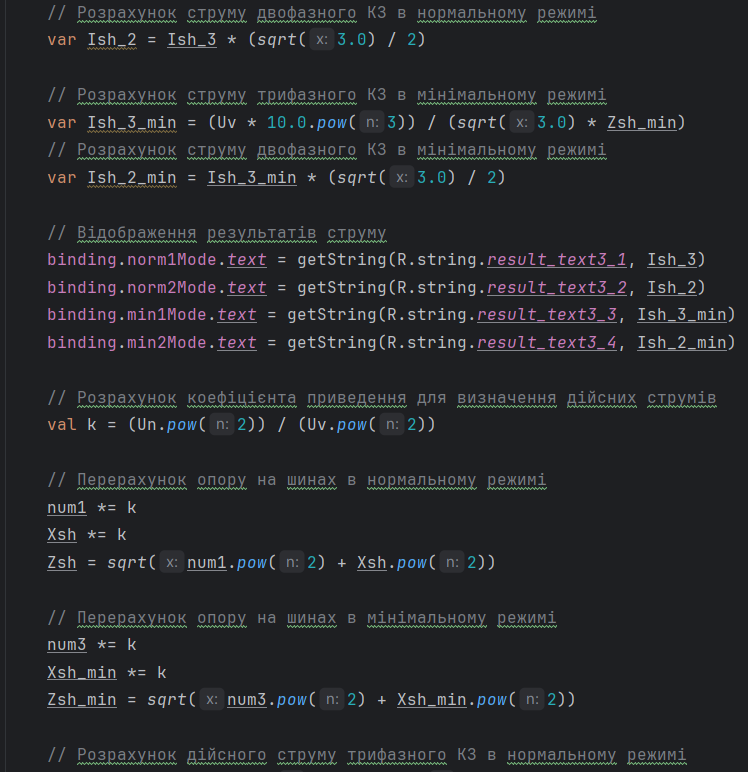 // Розрахунок струму двофазного КЗ в нормальному режимі
var Ish_2 = Ish_3 * (sqrt( x: 3.0) / 2)
// Розрахунок струму трифазного КЗ в мінімальному режимі
var Ish_3_min = (Uv * 10.0.pow( n: 3)) / (sqrt( x: 3.0) * Zsh_min)
// Розрахунок струму двофазного КЗ в мінімальному режимі
var Ish_2_min = Ish_3_min * (sqrt( x: 3.0) / 2)
// Відображення результатів струму
binding.norm1Mode.text = getString(R.string.result_text3_1, Ish_3)
binding.norm2Mode.text = getString(R.string.result_text3_2, Ish_2)
binding.min1Mode.text = getString(R.string.result_text3_3, Ish_3_min)
binding.min2Mode.text = getString(R.string.result_text3_4, Ish_2_min)
// Розрахунок коефіцієнта приведення для визначення дійсних струмів
val k = (Un.pow( n: 2)) / (Uv.pow( n: 2))
// Перерахунок опору на шинах в нормальному режимі
num1 *= k
Xsh *= k
Zsh = sqrt( x: num1.pow( n: 2) + Xsh.pow( n: 2))
// Перерахунок опору на шинах в мінімальному режимі
num3 *= k
Xsh_min *= k
Zsh_min = sqrt( x: num3.pow( n: 2) + Xsh_min.pow( n: 2))
// Розрахунок дійсного струму трифазного КЗ в нормальному режимі